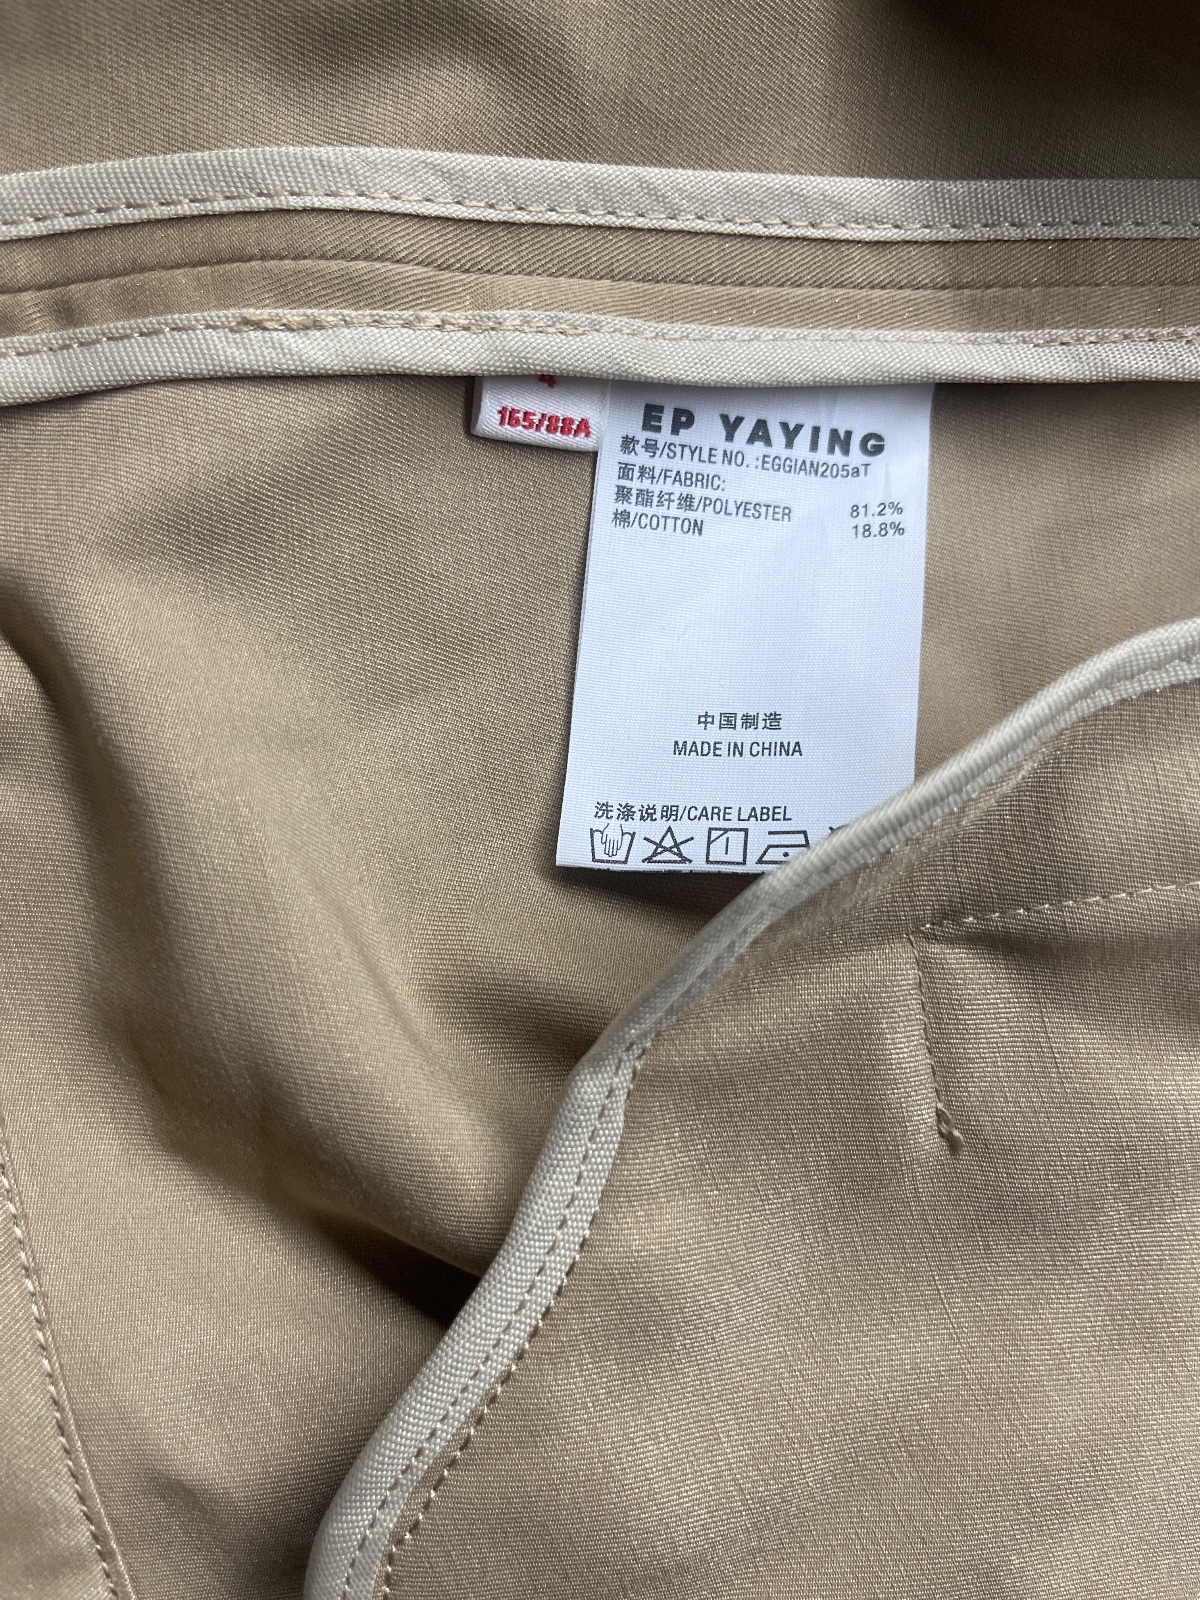 4
165/88A
EP YAYING
款号/STYLE NO.:EGGIAN205aT
面料/FABRIC:
聚酯纤维/POLYESTER 81.2%
棉/COTTON 18.8%
中国制造
MADE IN CHINA
洗涤说明/CARE LABEL